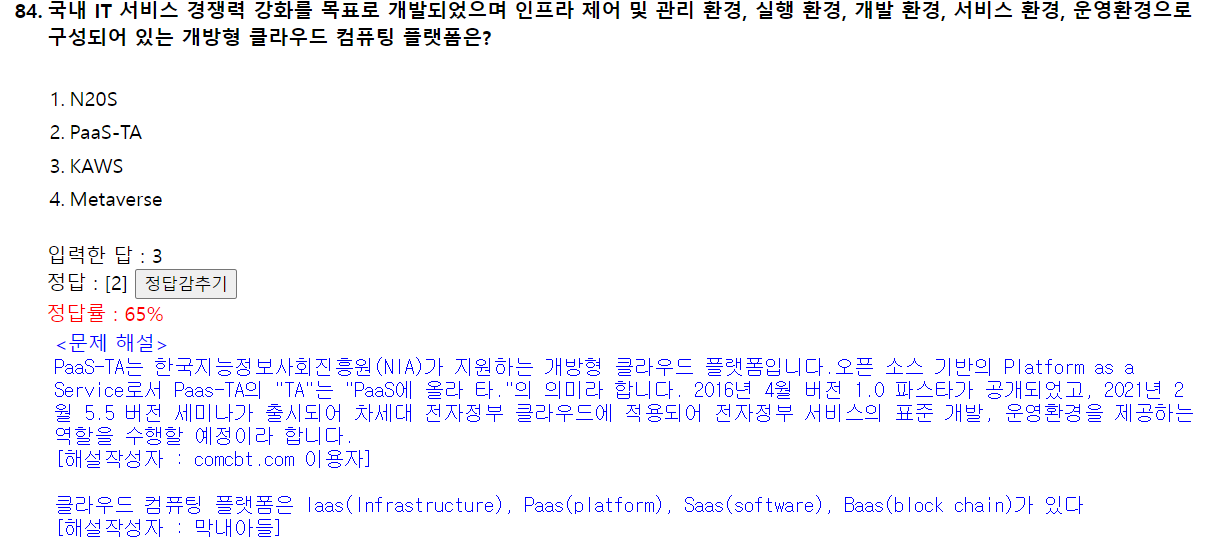 84. 국내 IT 서비스 경쟁력 강화를 목표로 개발되었으며 인프라 제어 및 관리 환경, 실행 환경, 개발 환경, 서비스 환경, 운영환경으로
구성되어 있는 개방형 클라우드 컴퓨팅 플랫폼은?
1. N20S
2. PaaS-TA
3. KAWS
4. Metaverse
입력한 답 : 3
정답 : [2] 정답감추기
정답률 : 65%
<문제 해설>
PaaS-TA는 한국지능정보사회진흥원(NIA)가 지원하는 개방형 클라우드 플랫폼입니다.오픈 소스 기반의 Platform as a
Service로서 Paas-TA의 "TA"는 "PaaS에 올라 타."의 의미라 합니다. 2016년 4월 버전 1.0 파스타가 공개되었고, 2021년 2
월 5.5 버전 세미나가 출시되어 차세대 전자정부 클라우드에 적용되어 전자정부 서비스의 표준 개발, 운영환경을 제공하는
역할을 수행할 예정이라 합니다.
[해설작성자 : comcbt.com 이용자]
클라우드 컴퓨팅 플랫폼은 Iaas(Infrastructure), Paas(platform), Saas(software), Baas(block chain)가 있다
[해설작성자 : 막내아들]